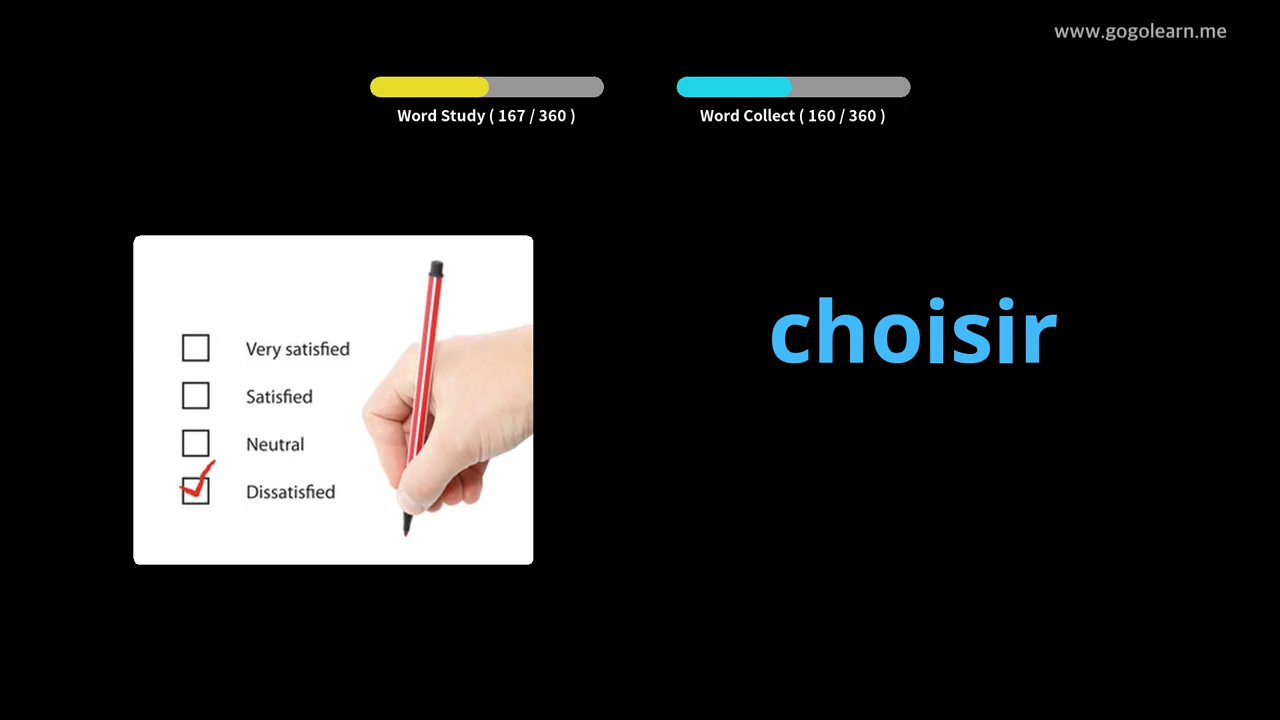 www.gogolearn.me
Word Study ( 167 / 360 )
Word Collect ( 160 / 360 )
Very satisfied
Satisfied
Neutral
Dissatisfied
choisir